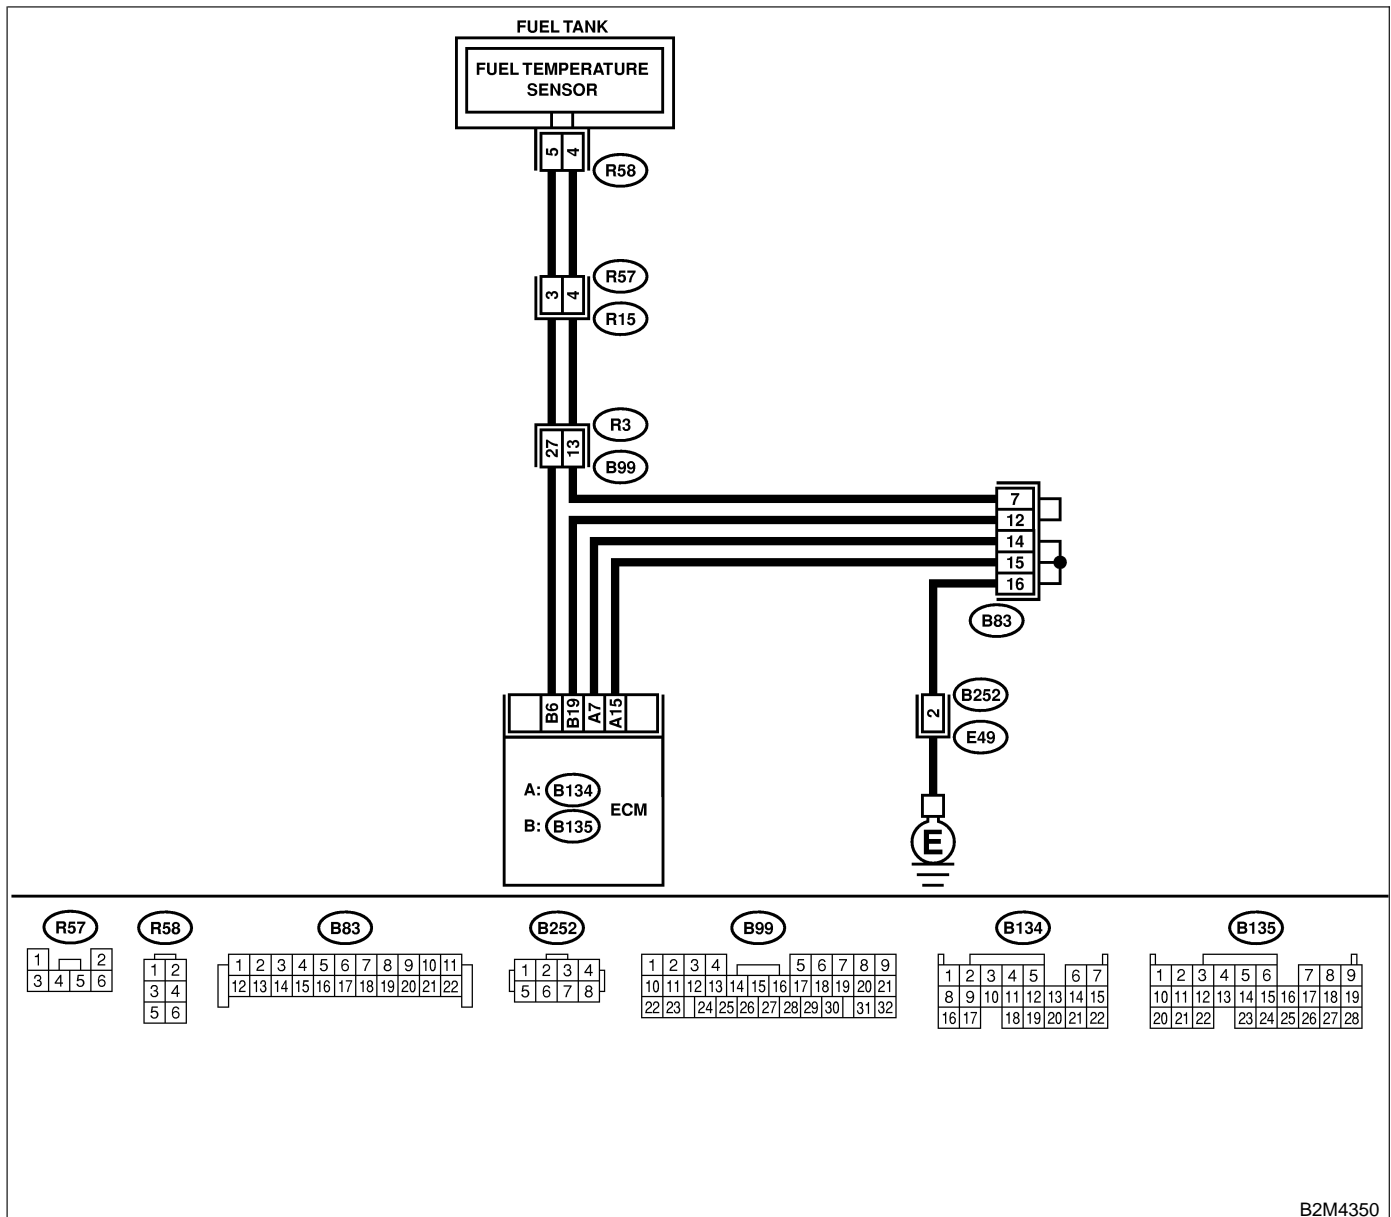 FUEL TANK
FUEL TEMPERATURE
SENSOR
5 4
R58
R57
3 4
R15
R3
27 13
B99
7
12
14
15
16
B83
B6 B19 A7 A15
B252
2
E49
A: B134
ECM
B: B135
E
R57 R58 B83 B252 B99 B134 B135
1 2
3 4 5 6
1 2
3 4
5 6
1 2 3 4 5 6 7 8 9 10 11
12 13 14 15 16 17 18 19 20 21 22
1 2 3 4
5 6 7 8
1 2 3 4 5 6 7 8 9
10 11 12 13 14 15 16 17 18 19 20 21
22 23 24 25 26 27 28 29 30 31 32
1 2 3 4 5 6 7
8 9 10 11 12 13 14 15
16 17 18 19 20 21 22
1 2 3 4 5 6 7 8 9
10 11 12 13 14 15 16 17 18 19
20 21 22 23 24 25 26 27 28
B2M4350